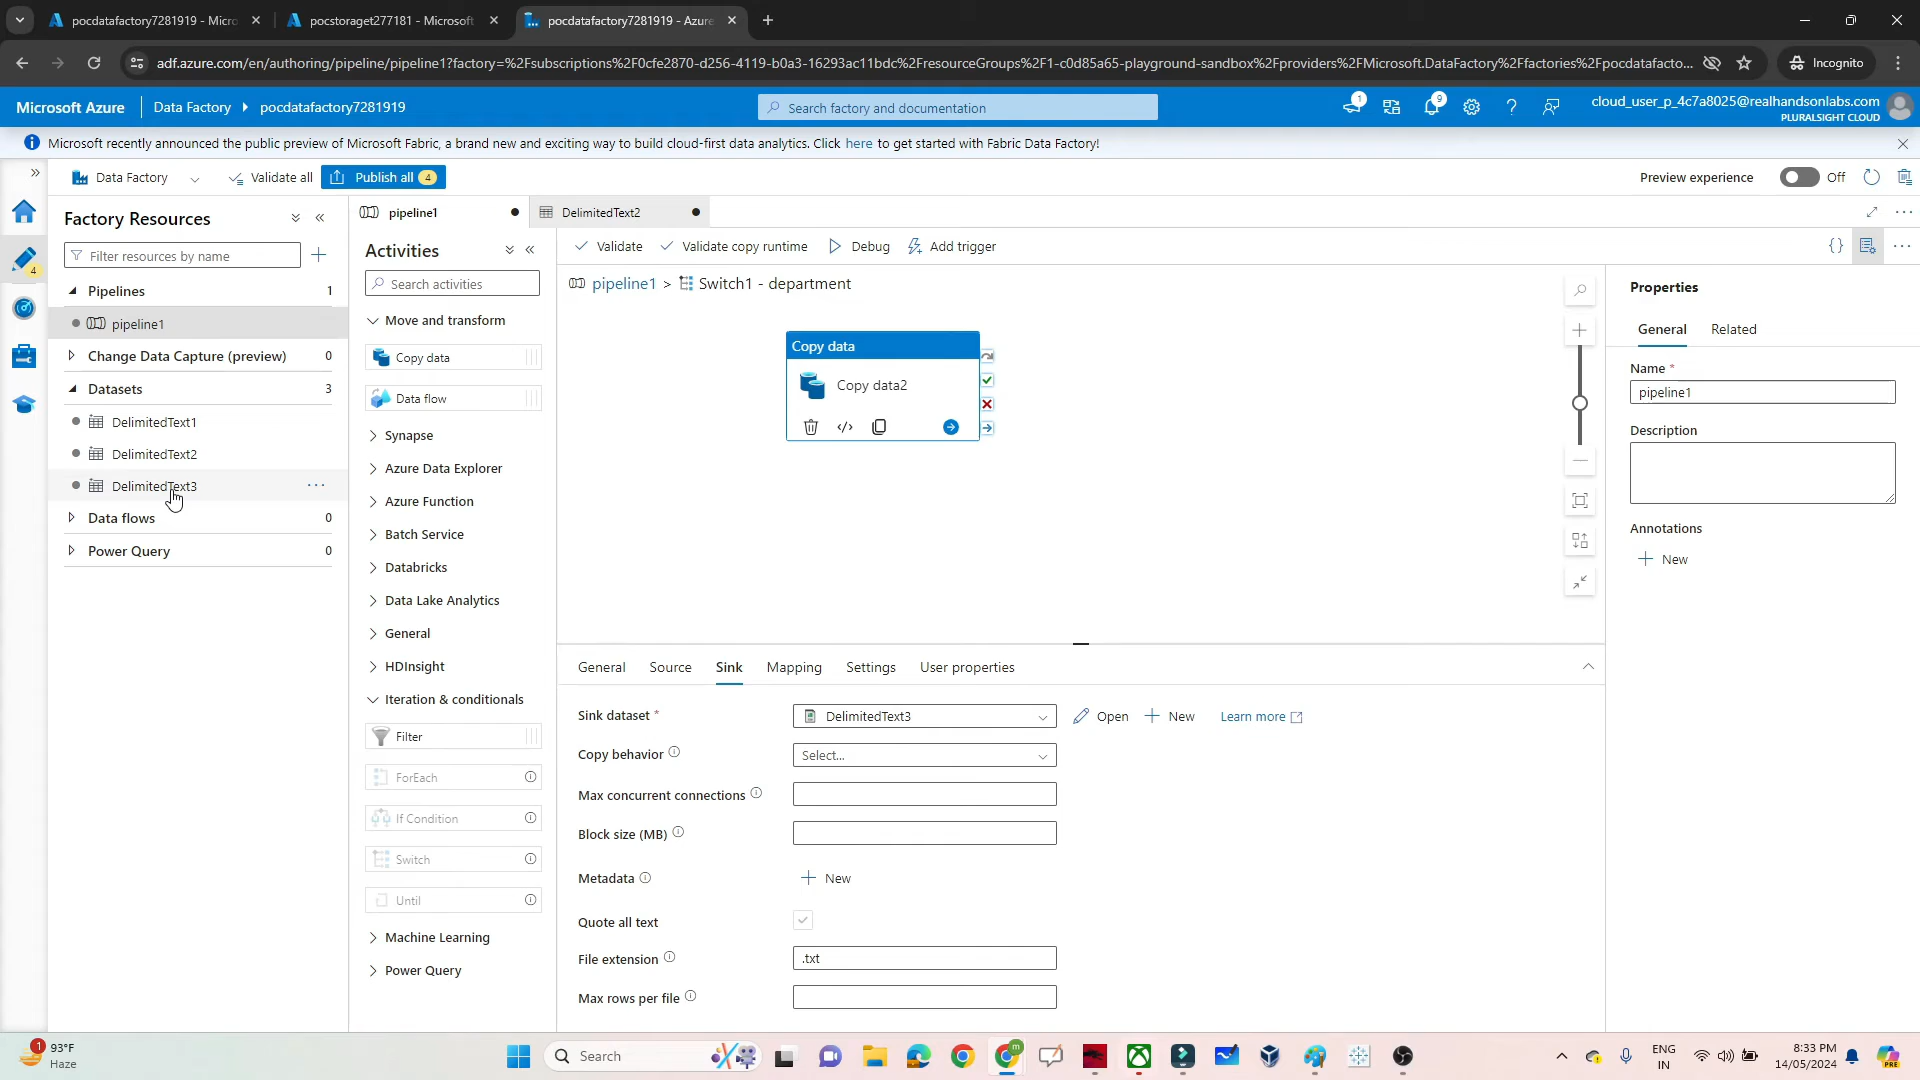 pocdatafactory7281919 - Micro
pocstoraget277181 - Microsoft
pocdatafactory7281919 - Azure
adf.azure.com/en/authoring/pipeline/pipeline1?factory=%2Fsubscriptions%2F0cfe2870-d256-4119-b0a3-16293ac11bdc%2FresourceGroups%2F1-c0d85a65-playground-sandbox%2Fproviders%2FMicrosoft.DataFactory%2Ffactories%2Fpocdatafacto...
Incognito
Microsoft Azure
Data Factory
pocdatafactory7281919
Search factory and documentation
1
9
cloud_user_p_4c7a8025@realhandsonlabs.com
PLURALSIGHT CLOUD
Microsoft recently announced the public preview of Microsoft Fabric, a brand new and exciting way to build cloud-first data analytics. Click here to get started with Fabric Data Factory!
Data Factory
Validate all
Publish all 4
Preview experience
Off
4
Factory Resources
Filter resources by name
Pipelines 1
pipeline1
Change Data Capture (preview) 0
Datasets 3
DelimitedText1
DelimitedText2
DelimitedText3
Data flows 0
Power Query 0
pipeline1
DelimitedText2
Activities
Search activities
Move and transform
Copy data
Data flow
Synapse
Azure Data Explorer
Azure Function
Batch Service
Databricks
Data Lake Analytics
General
HDInsight
Iteration & conditionals
Filter
ForEach
If Condition
Switch
Until
Machine Learning
Power Query
Validate
Validate copy runtime
Debug
Add trigger
pipeline1 > Switch1 - department
Copy data
Copy data2
General
Source
Sink
Mapping
Settings
User properties
Sink dataset *
DelimitedText3
Open
New
Learn more
Copy behavior
Select...
Max concurrent connections
Block size (MB)
Metadata
New
Quote all text
File extension
.txt
Max rows per file
Properties
General
Related
Name *
pipeline1
Description
Annotations
New
1
93°F
Haze
Search
m
ENG
IN
8:33 PM
14/05/2024
PRE